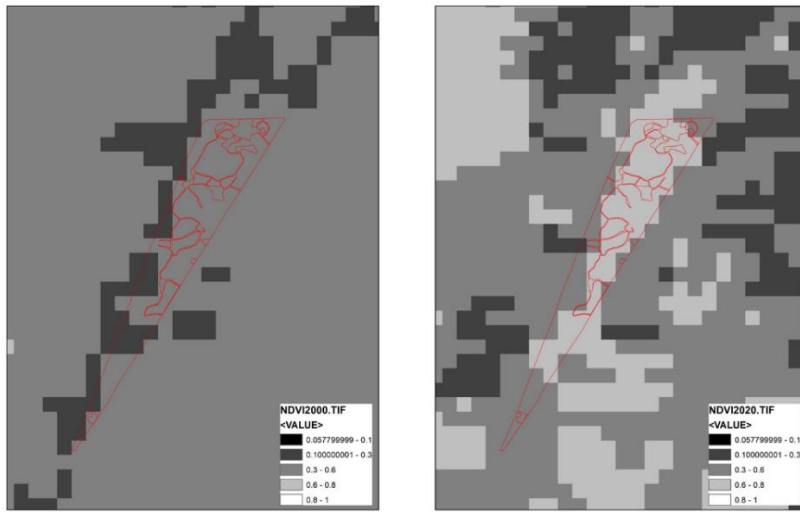 NDVI2000.TIF
<VALUE>
0.057799999 - 0.1
0.100000001 - 0.3
0.3 - 0.6
0.6 - 0.8
0.8 - 1
NDVI2020.TIF
<VALUE>
0.057799999 - 0.1
0.100000001 - 0.3
0.3 - 0.6
0.6 - 0.8
0.8 - 1